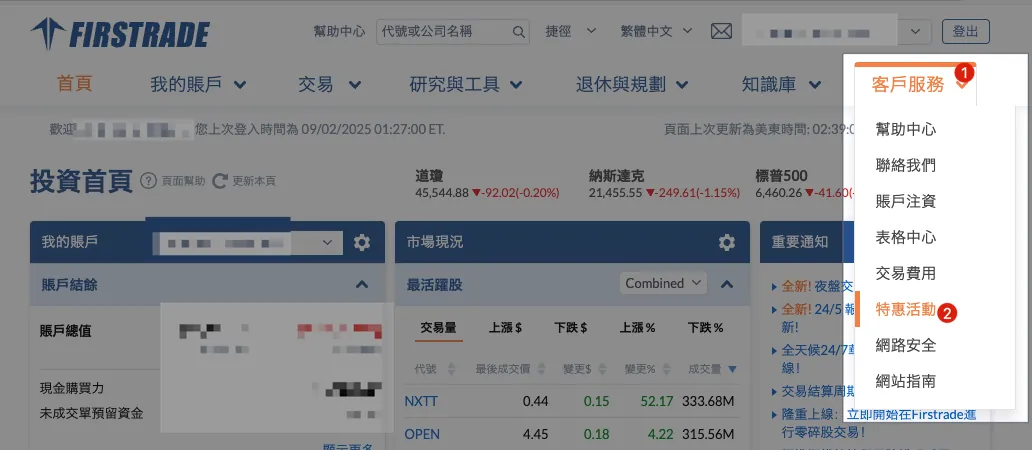 FIRSTRADE
幫助中心
代號或公司名稱
捷徑
繁體中文
登出
首頁
我的賬戶
交易
研究與工具
退休與規劃
知識庫
客戶服務
1
歡迎
您上次登入時間為 09/02/2025 01:27:00 ET.
頁面上次更新為美東時間: 02:39:0
投資首頁
? 頁面幫助
更新本頁
道瓊
45,544.88 ▼-92.02(-0.20%)
納斯達克
21,455.55 ▼-249.61(-1.15%)
標普500
6,460.26 ▼-41.60(-
我的賬戶
賬戶結餘
賬戶總值
現金購買力
未成交單預留資金
顯示更多
市場現況
最活躍股
Combined
交易量
上漲 $
下跌 $
上漲 %
下跌 %
代號
最後成交價
變更$
變更%
成交量 ▼
NXTT 0.44 0.15 52.17 333.68M
OPEN 4.45 0.18 4.22 315.56M
重要通知
全新! 夜盤交
全新! 24/5 報
新!
全天候24/7
線!
交易結算周期
隆重上線： 立即開始在Firstrade進
行零碎股交易!
幫助中心
聯絡我們
賬戶注資
表格中心
交易費用
特惠活動
2
網路安全
網站指南